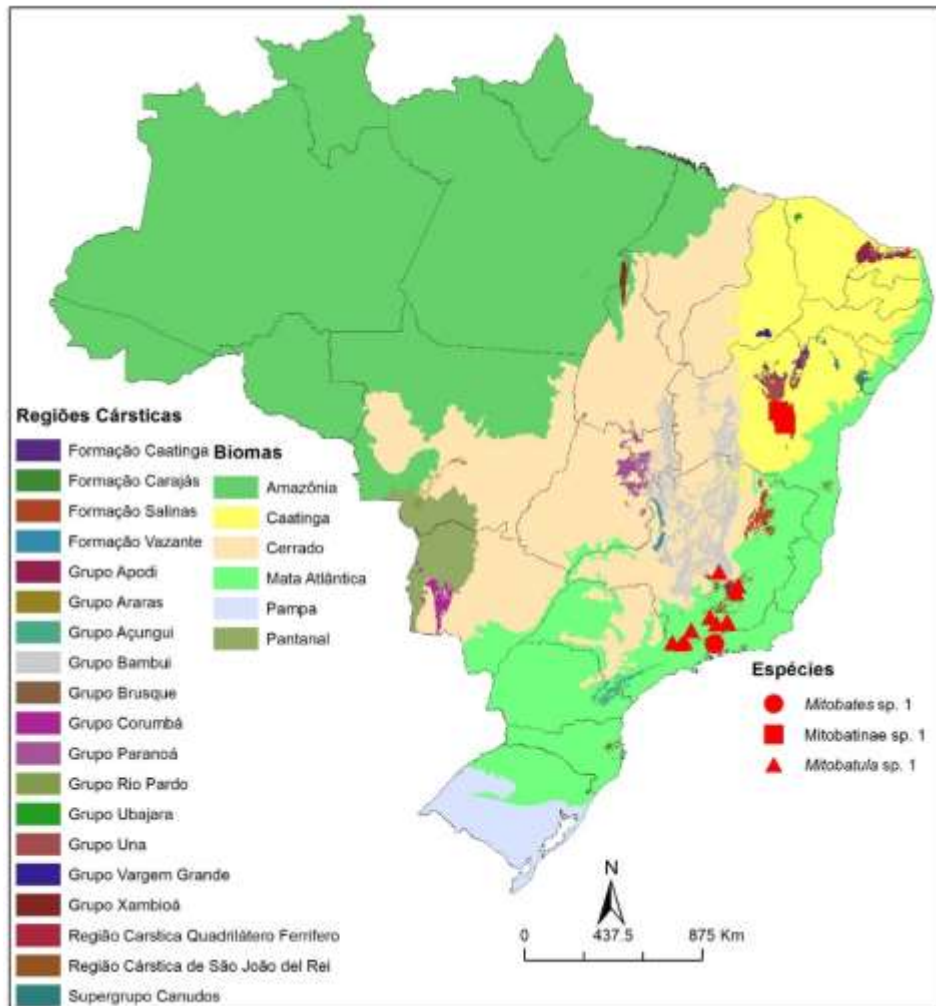 Regiões Cársticas
Formação Caatinga
Formação Carajás
Formação Salinas
Formação Vazante
Grupo Apodi
Grupo Araras
Grupo Açungui
Grupo Bambui
Grupo Brusque
Grupo Corumbá
Grupo Paranoá
Grupo Rio Pardo
Grupo Ubajara
Grupo Una
Grupo Vargem Grande
Grupo Xambioá
Região Carstica Quadrilátero Ferrífero
Região Cárstica de São João del Rei
Supergrupo Canudos
Biomas
Amazônia
Caatinga
Cerrado
Mata Atlântica
Pampa
Pantanal
Espécies
Mitobates sp. 1
Mitobatinae sp. 1
Mitobatula sp. 1
N
0 437.5 875 Km